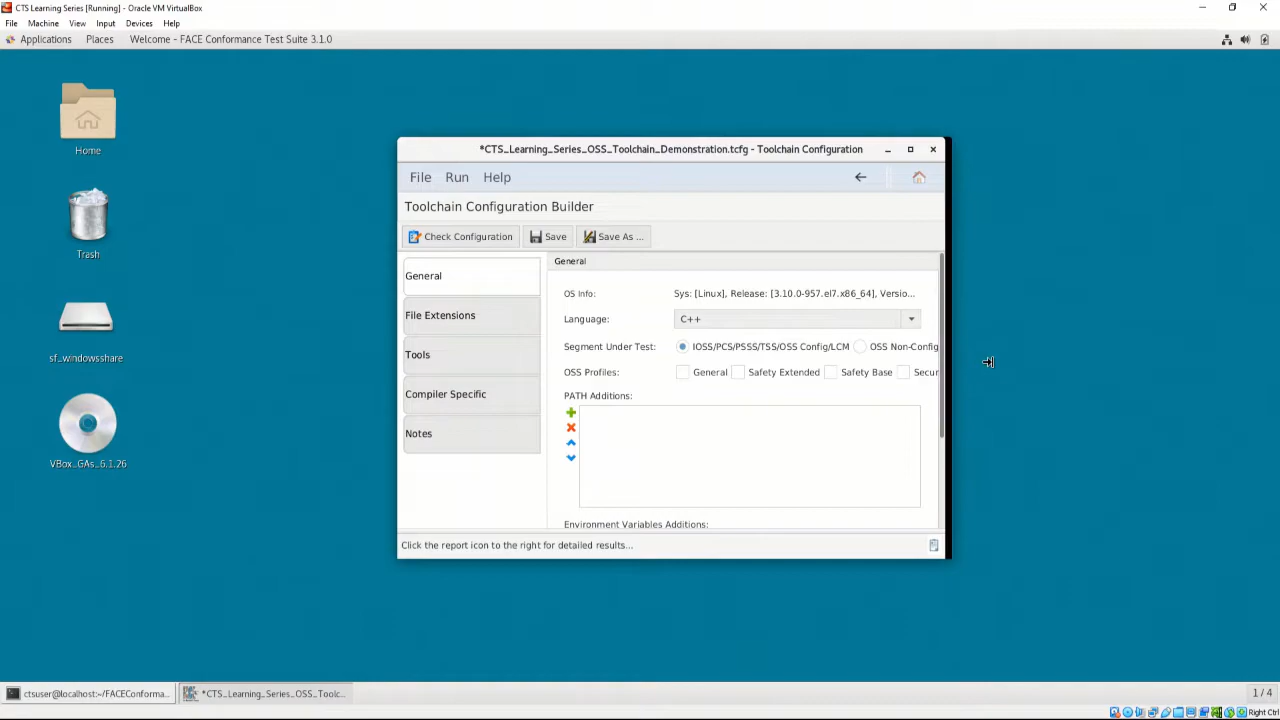 CTS Learning Series [Running] - Oracle VM VirtualBox
File Machine View Input Devices Help
Applications Places Welcome - FACE Conformance Test Suite 3.1.0
Home
Trash
sf_windowsshare
VBox_GAs_6.1.26
*CTS_Learning_Series_OSS_Toolchain_Demonstration.tcfg - Toolchain Configuration
File Run Help
Toolchain Configuration Builder
Check Configuration Save Save As ...
General
File Extensions
Tools
Compiler Specific
Notes
General
OS Info: Sys: [Linux], Release: [3.10.0-957.el7.x86_64], Versio...
Language: C++
Segment Under Test: IOSS/PCS/PSSS/TSS/OSS Config/LCM OSS Non-Config
OSS Profiles: General Safety Extended Safety Base Secur
PATH Additions:
Environment Variables Additions:
Click the report icon to the right for detailed results...
ctsuser@localhost:~/FACEConforma... *CTS_Learning_Series_OSS_Toolc... 1 / 4
Right Ctrl